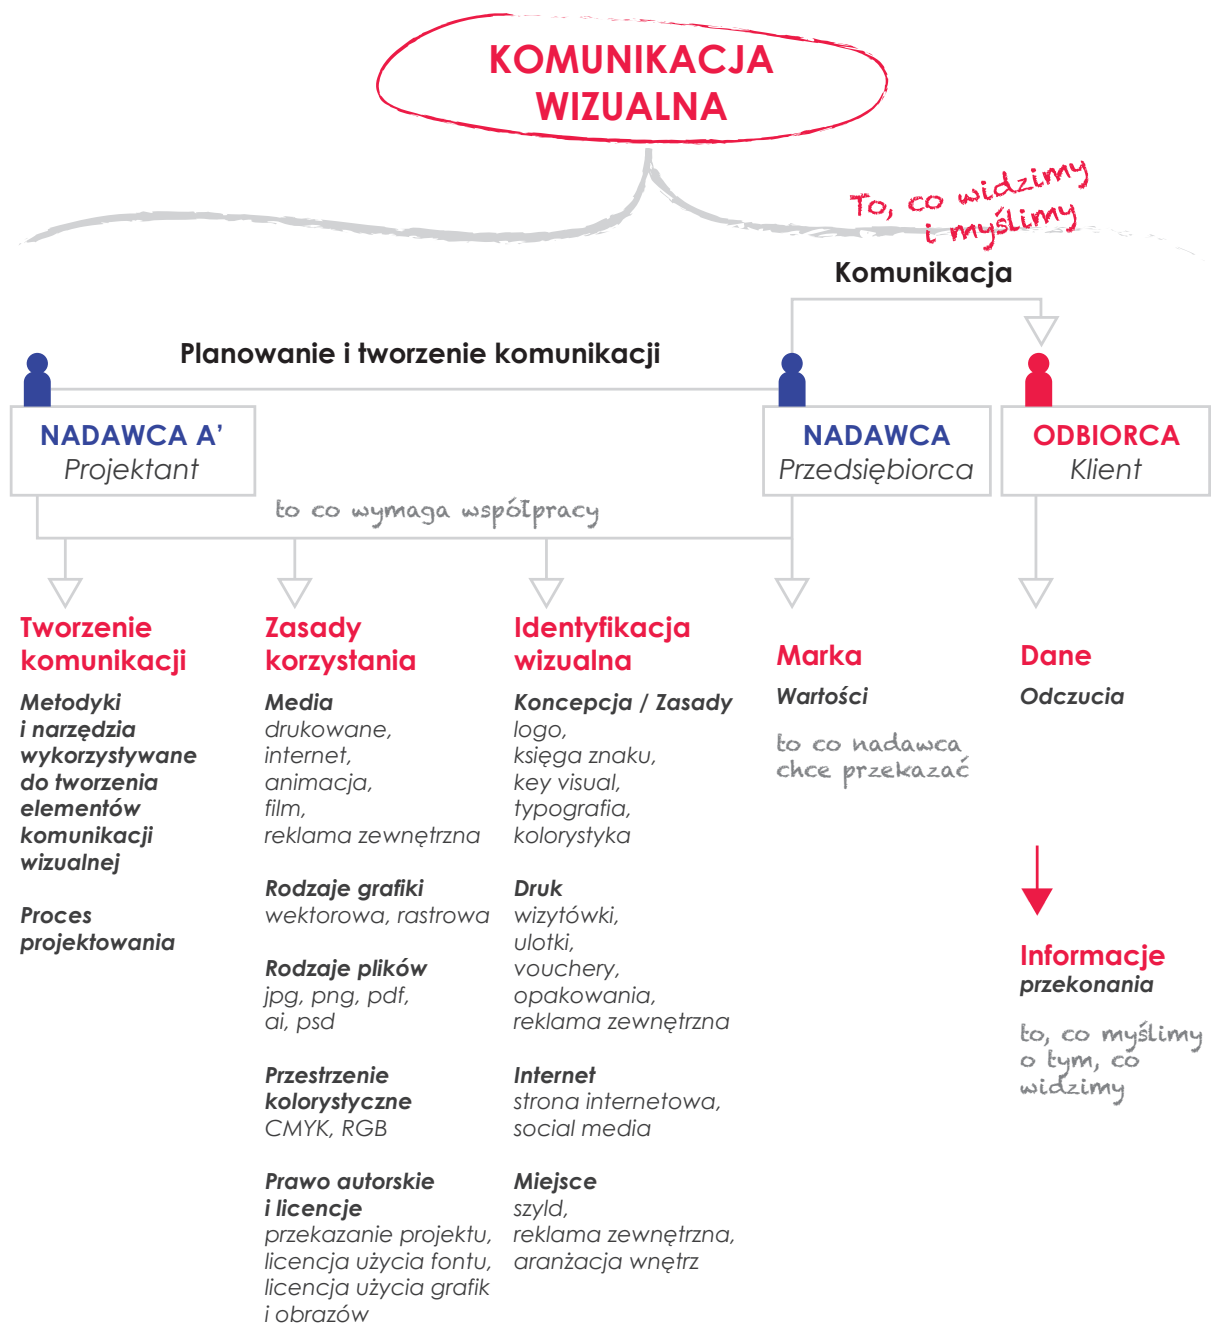 KOMUNIKACJA
WIZUALNA
To, co widzimy
i myślimy
Komunikacja
Planowanie i tworzenie komunikacji
NADAWCA A’
Projektant
NADAWCA
Przedsiębiorca
ODBIORCA
Klient
to co wymaga współpracy
Tworzenie
komunikacji
Metodyki
i narzędzia
wykorzystywane
do tworzenia
elementów
komunikacji
wizualnej
Proces
projektowania
Zasady
korzystania
Media
drukowane,
internet,
animacja,
film,
reklama zewnętrzna
Rodzaje grafiki
wektorowa, rastrowa
Rodzaje plików
jpg, png, pdf,
ai, psd
Przestrzenie
kolorystyczne
CMYK, RGB
Prawo autorskie
i licencje
przekazanie projektu,
licencja użycia fontu,
licencja użycia grafik
i obrazów
Identyfikacja
wizualna
Koncepcja / Zasady
logo,
księga znaku,
key visual,
typografia,
kolorystyka
Druk
wizytówki,
ulotki,
vouchery,
opakowania,
reklama zewnętrzna
Internet
strona internetowa,
social media
Miejsce
szyld,
reklama zewnętrzna,
aranżacja wnętrz
Marka
Wartości
to co nadawca
chce przekazać
Dane
Odczucia
Informacje
przekonania
to, co myślimy
o tym, co
widzimy